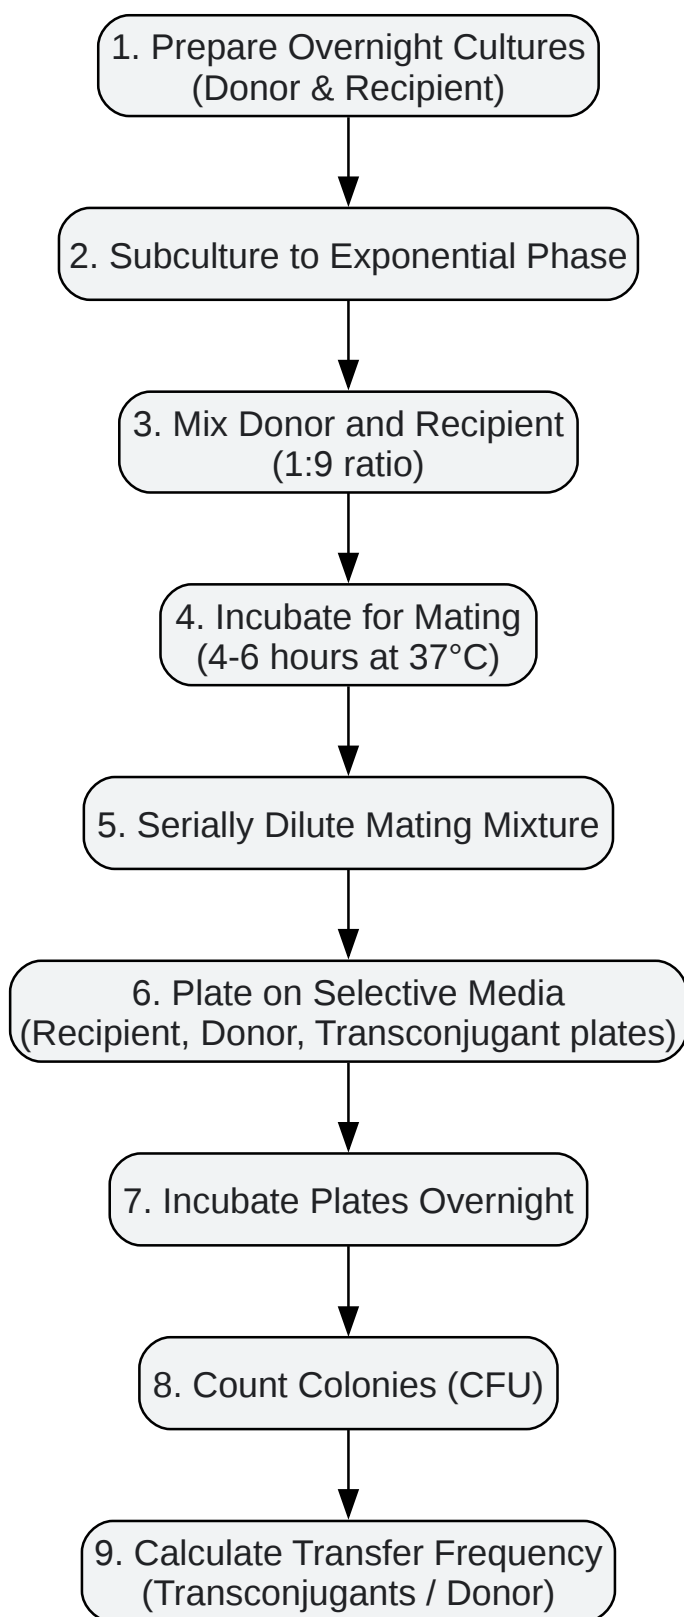 1. Prepare Overnight Cultures
(Donor & Recipient)
2. Subculture to Exponential Phase
3. Mix Donor and Recipient
(1:9 ratio)
4. Incubate for Mating
(4-6 hours at 37°C)
5. Serially Dilute Mating Mixture
6. Plate on Selective Media
(Recipient, Donor, Transconjugant plates)
7. Incubate Plates Overnight
8. Count Colonies (CFU)
9. Calculate Transfer Frequency
(Transconjugants / Donor)